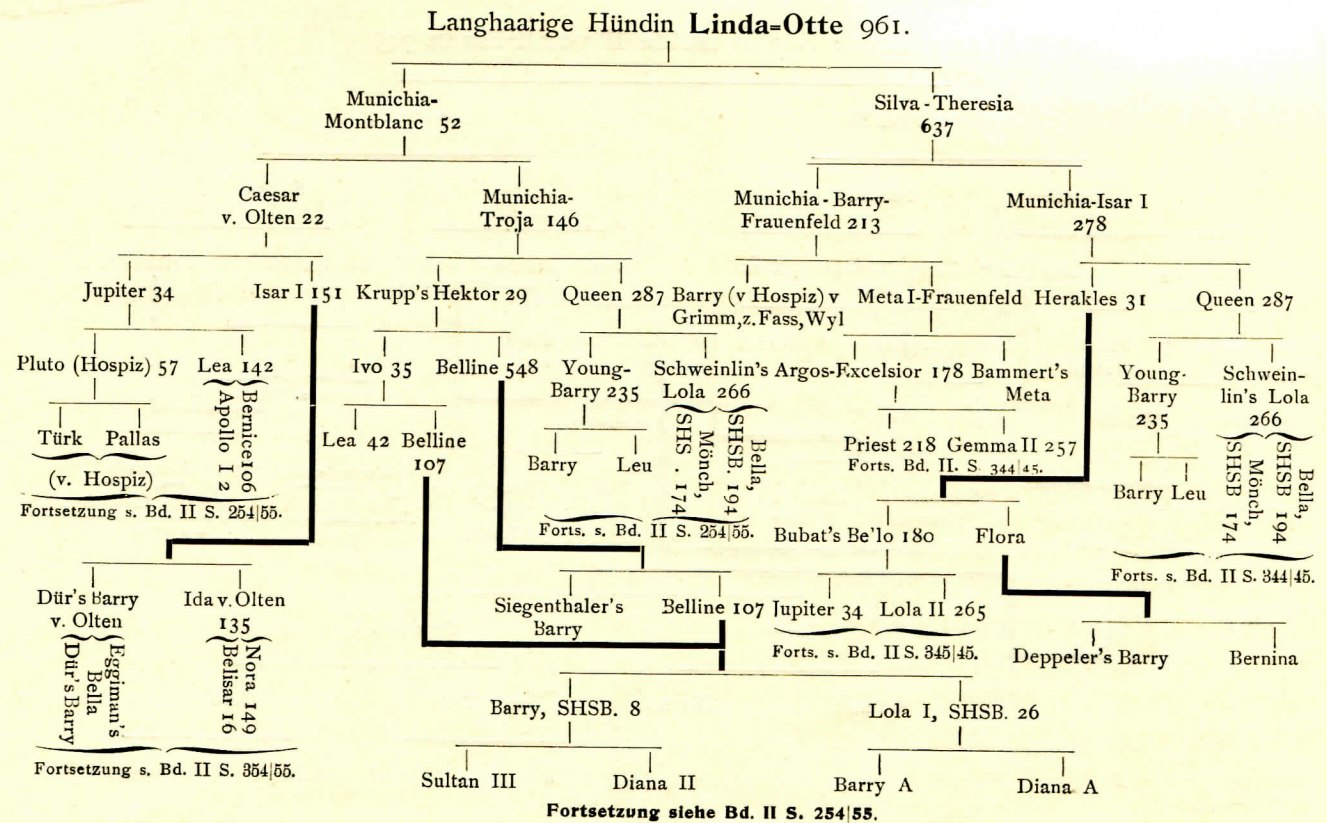 Langhaarige Hündin Linda=Otte 961.
Munichia-
Montblanc 52
Silva-Theresia
637
Caesar
v. Olten 22
Munichia-
Troja 146
Munichia-Barry-
Frauenfeld 213
Munichia-Isar I
278
Jupiter 34
Isar I 151
Krupp's Hektor 29
Queen 287
Barry (v Hospiz) v
Grimm,z.Fass,Wyl
Meta I-Frauenfeld
Herakles 31
Queen 287
Pluto (Hospiz) 57
Lea 142
Ivo 35
Belline 548
Young-
Barry 235
Schweinlin's
Lola 266
Argos-Excelsior 178
Bammert's
Meta
Young-
Barry
235
Schwein-
lin's Lola
266
Türk
Pallas
(v. Hospiz)
Apollo I 2
Bernice 106
Fortsetzung s. Bd. II S. 254|55.
Lea 42
Belline
107
Barry
Leu
Mönch,
SHS . 174
Bella,
SHSB. 194
Forts. s. Bd. II S. 254|55.
Priest 218
Gemma II 257
Forts. Bd. II. S 344|45.
Barry
Leu
Mönch,
SHSB 174
Bella,
SHSB 194
Forts. s. Bd. II S. 344|45.
Bubat's Be'lo 180
Flora
Dür's Barry
v. Olten
Ida v. Olten
135
Dür's Barry
Eggiman's
Bella
Belisar 16
Nora 149
Fortsetzung s. Bd. II S. 354|55.
Siegenthaler's
Barry
Belline 107
Jupiter 34
Lola II 265
Forts. s. Bd. II S. 345|45.
Deppeler's Barry
Bernina
Barry, SHSB. 8
Lola I, SHSB. 26
Sultan III
Diana II
Barry A
Diana A
Fortsetzung siehe Bd. II S. 254|55.